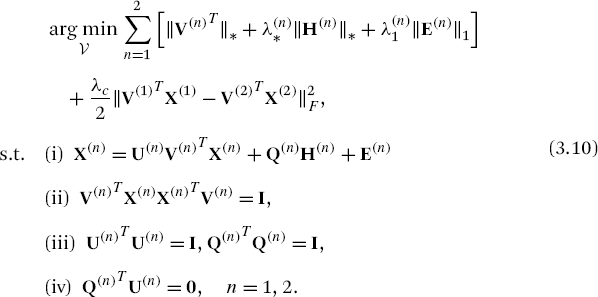 arg min_𝒱 ∑_{n=1}^{2} [‖V^{(n)^T}‖_* + λ_*^{(n)}‖H^{(n)}‖_* + λ_1^{(n)}‖E^{(n)}‖_1]
+ λ_c/2 ‖V^{(1)^T}X^{(1)} − V^{(2)^T}X^{(2)}‖_F^2,
s.t. (i) X^{(n)} = U^{(n)}V^{(n)^T}X^{(n)} + Q^{(n)}H^{(n)} + E^{(n)} (3.10)
(ii) V^{(n)^T}X^{(n)}X^{(n)^T}V^{(n)} = I,
(iii) U^{(n)^T}U^{(n)} = I, Q^{(n)^T}Q^{(n)} = I,
(iv) Q^{(n)^T}U^{(n)} = 0, n = 1, 2.